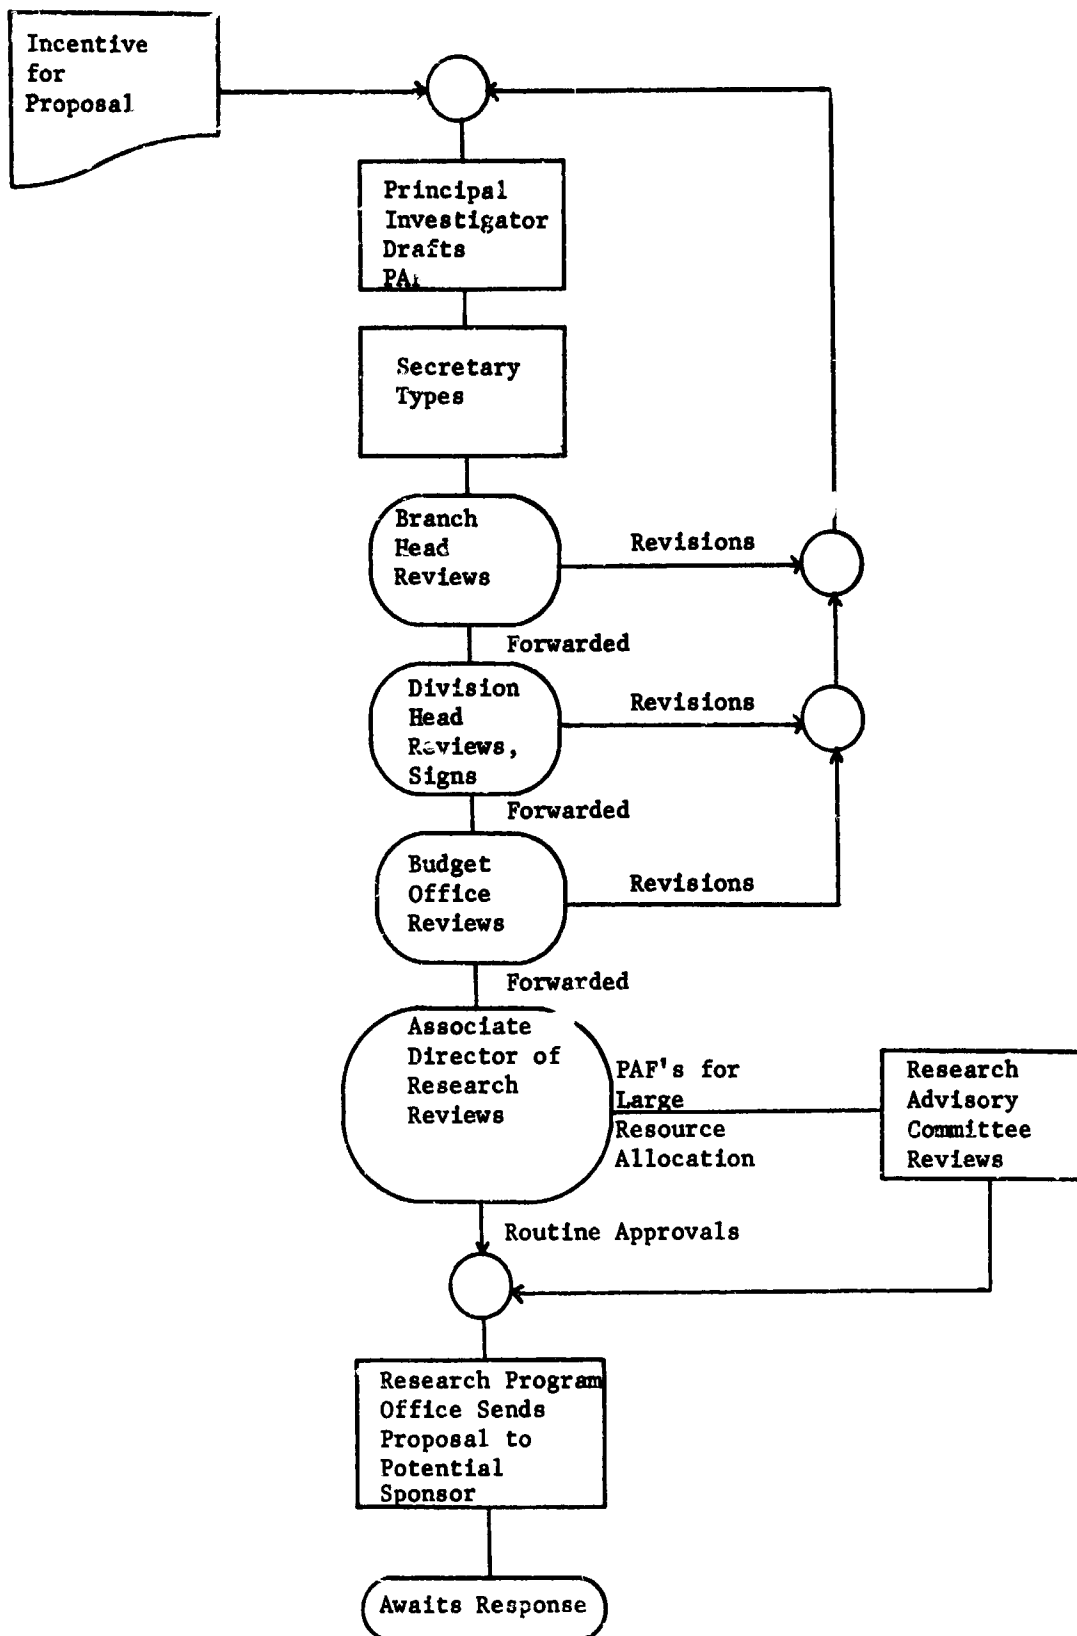 Incentive
for
Proposal
Principal
Investigator
Drafts
Secretary
Types
Branch
Head
Reviews
Revisions
Forwarded
Division
Head
Reviews,
Signs
Revisions
Forwarded
Budget
Office
Reviews
Revisions
Forwarded
Associate
Director of
Research
Reviews
PAF's for
Large
Resource
Allocation
Research
Advisory
Committee
Reviews
Routine Approvals
Research Program
Office Sends
Proposal to
Potential
Sponsor
Awaits Response